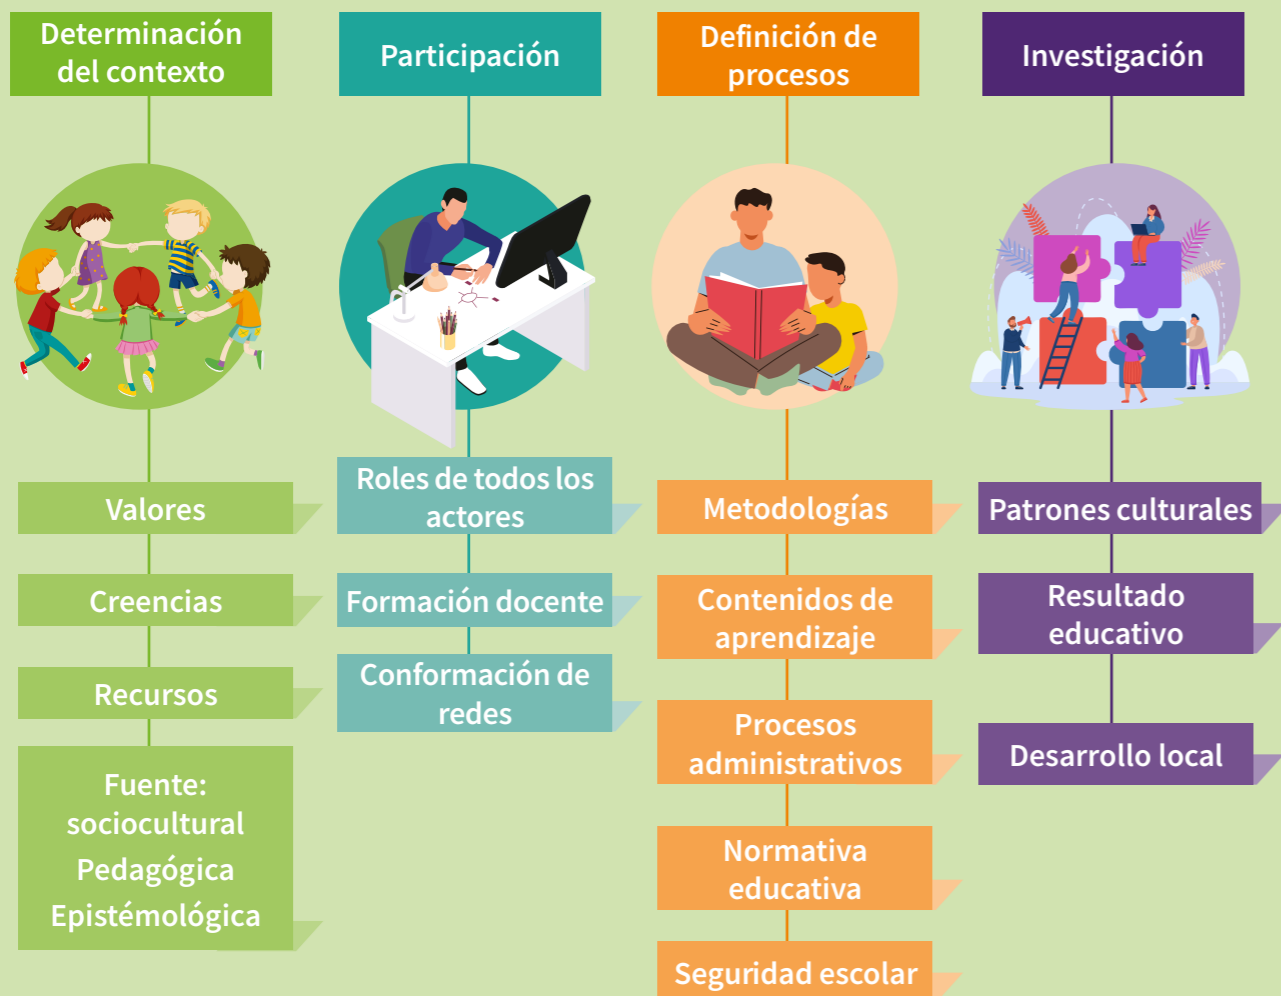 Determinación
del contexto
Valores
Creencias
Recursos
Fuente:
sociocultural
Pedagógica
Epistémológica
Participación
Roles de todos los
actores
Formación docente
Conformación de
redes
Definición de
procesos
Metodologías
Contenidos de
aprendizaje
Procesos
administrativos
Normativa
educativa
Seguridad escolar
Investigación
Patrones culturales
Resultado
educativo
Desarrollo local